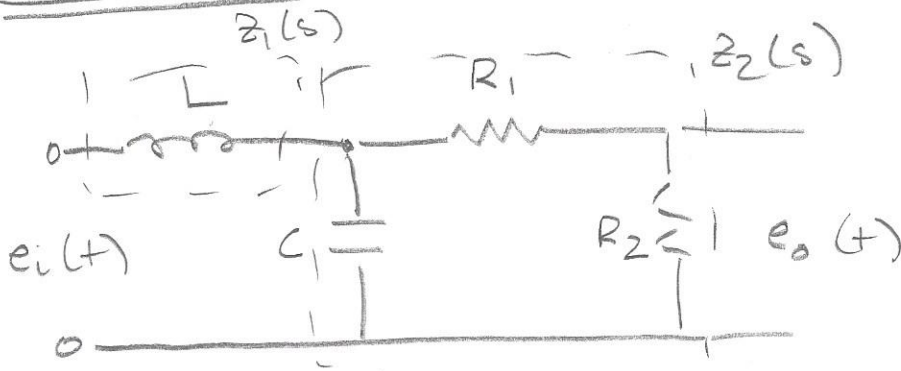 Z₁(s)
L
R₁
Z₂(s)
eᵢ(t)
C
R₂
eₒ(t)